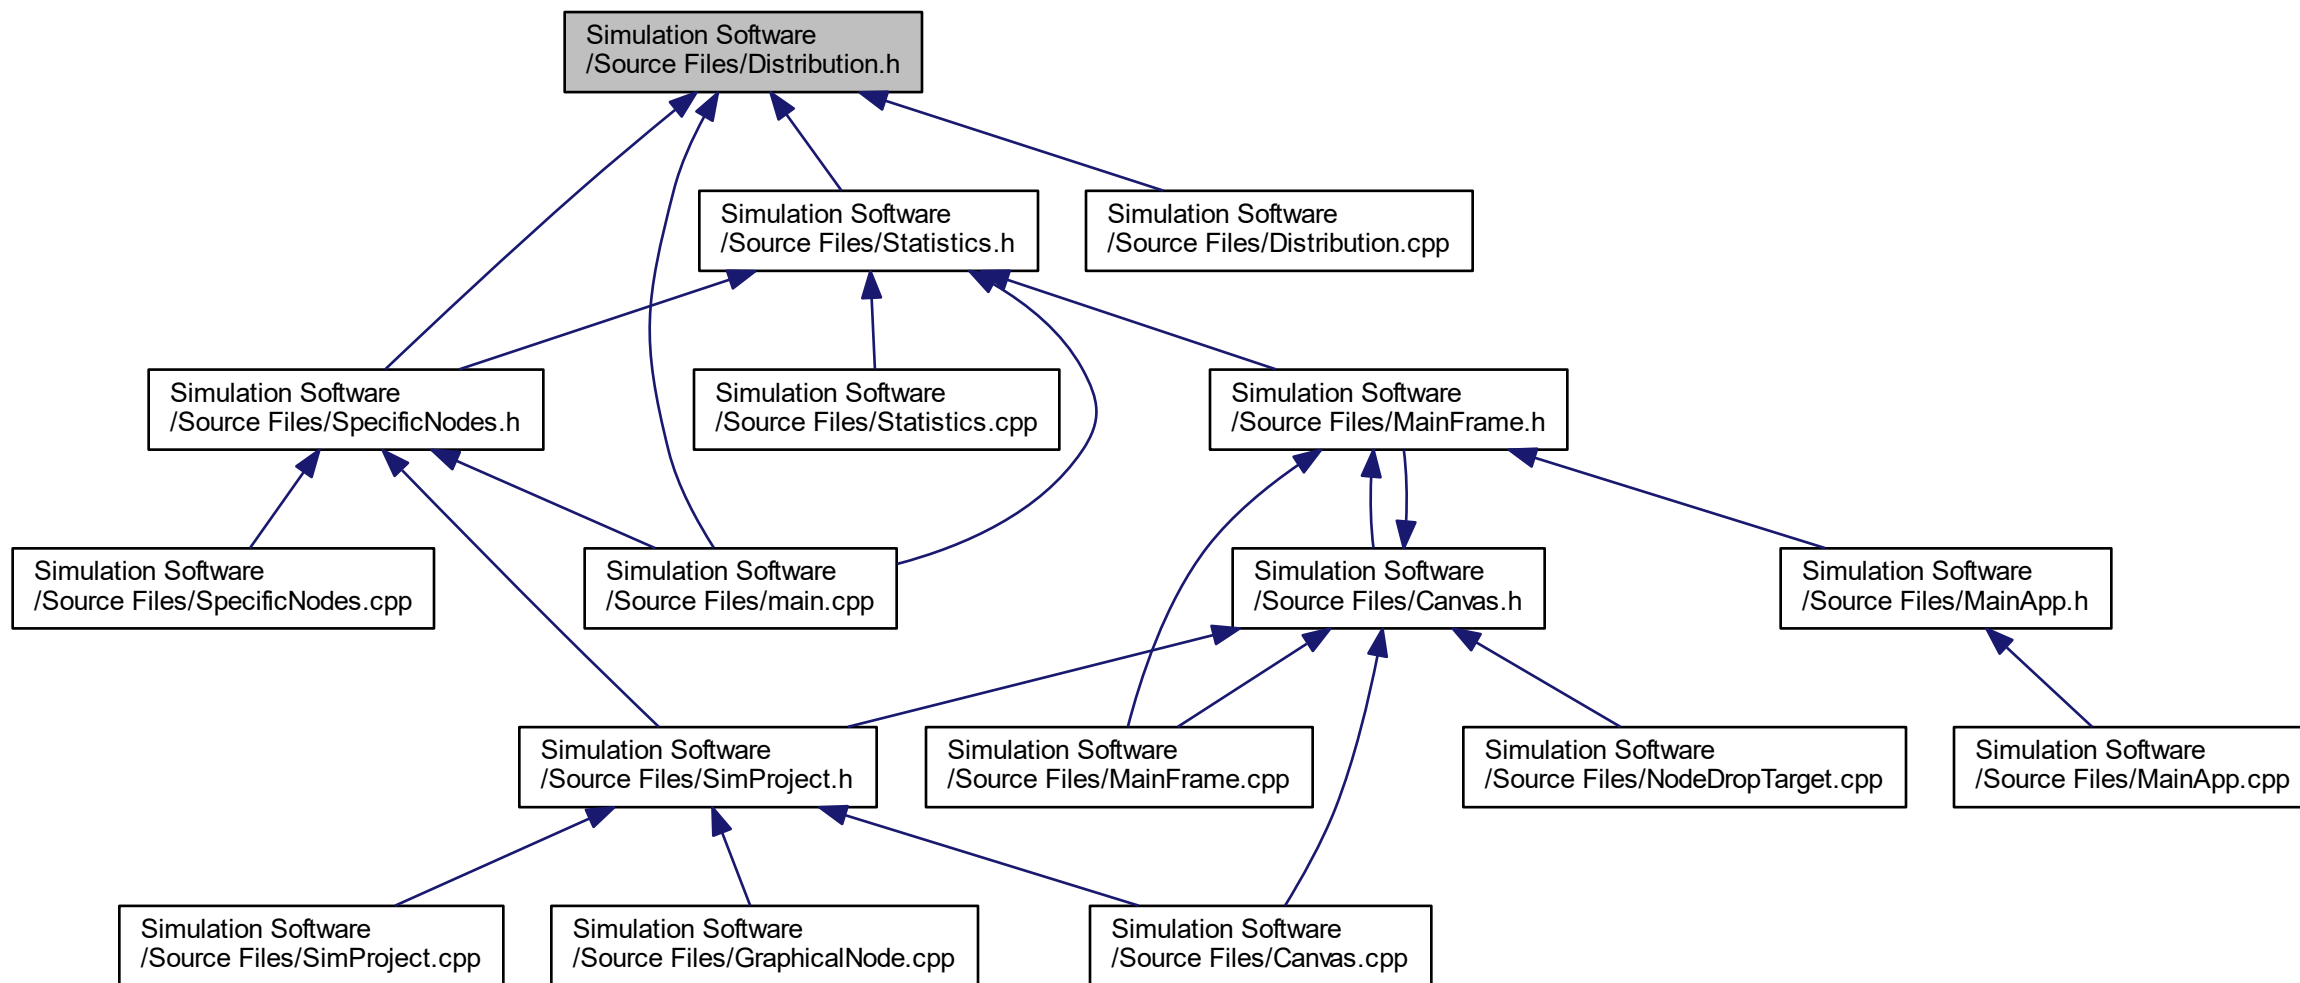 Simulation Software
/Source Files/Distribution.h
Simulation Software
/Source Files/Statistics.h
Simulation Software
/Source Files/Distribution.cpp
Simulation Software
/Source Files/SpecificNodes.h
Simulation Software
/Source Files/Statistics.cpp
Simulation Software
/Source Files/MainFrame.h
Simulation Software
/Source Files/SpecificNodes.cpp
Simulation Software
/Source Files/main.cpp
Simulation Software
/Source Files/Canvas.h
Simulation Software
/Source Files/MainApp.h
Simulation Software
/Source Files/SimProject.h
Simulation Software
/Source Files/MainFrame.cpp
Simulation Software
/Source Files/NodeDropTarget.cpp
Simulation Software
/Source Files/MainApp.cpp
Simulation Software
/Source Files/SimProject.cpp
Simulation Software
/Source Files/GraphicalNode.cpp
Simulation Software
/Source Files/Canvas.cpp